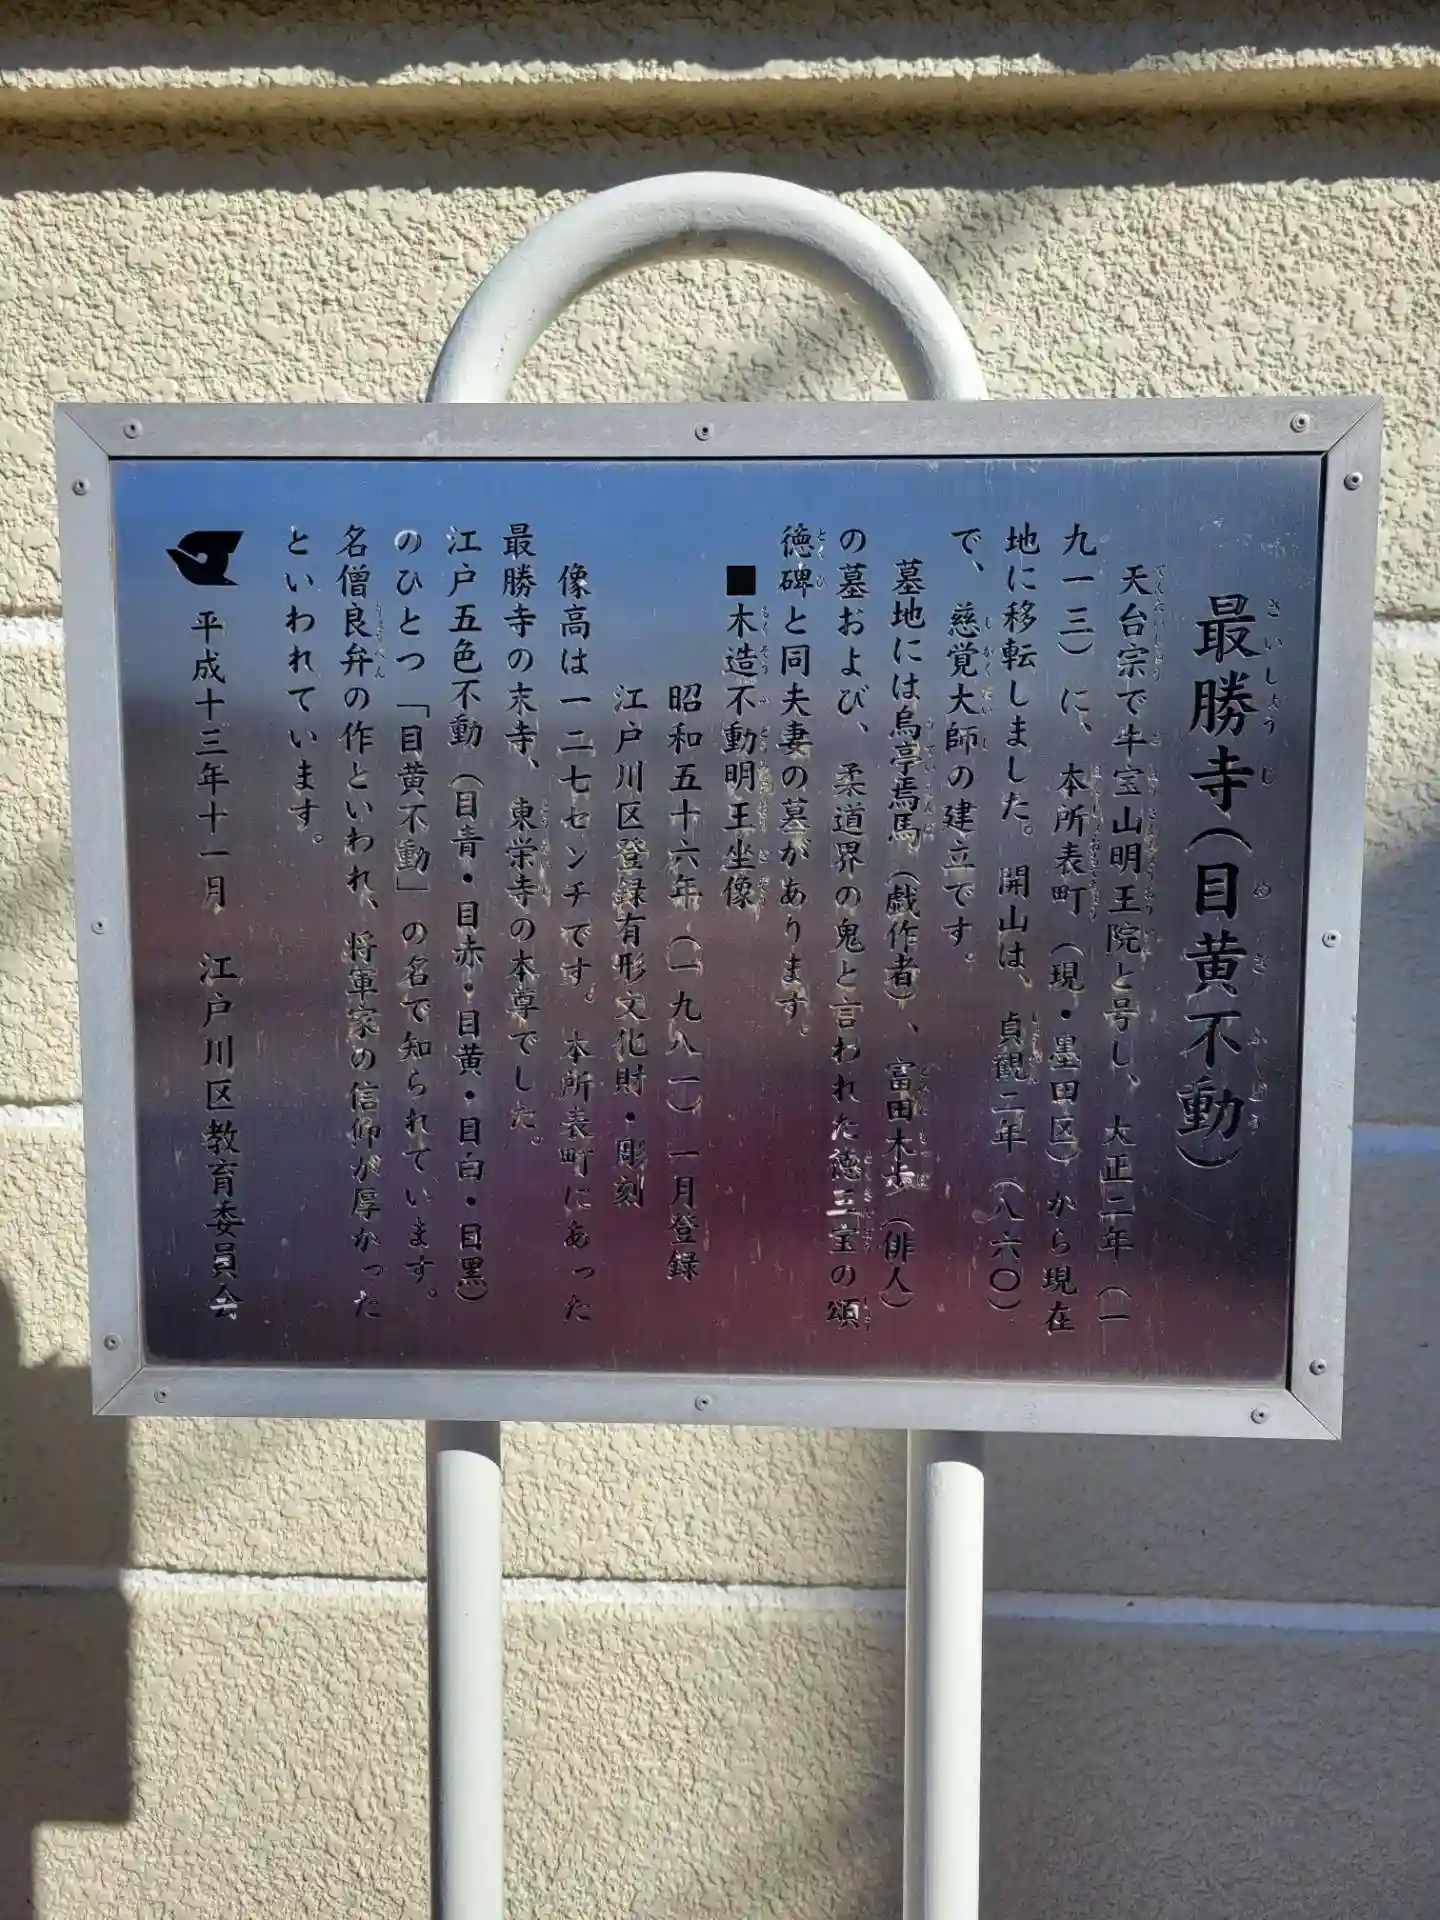 最勝寺（目黄不動）
天台宗で牛宝山明王院と号し、大正二年（一
九一三）に、本所表町（現・墨田区）から現在
地に移転しました。開山は、貞観二年（八六〇）
で、慈覚大師の建立です。
墓地には烏亭焉馬（戯作者）、富田木歩（俳人）
の墓および、柔道界の鬼と言われた徳三宝の頌
徳碑と同夫妻の墓があります。
■木造不動明王坐像
昭和五十六年（一九八一）一月登録
江戸川区登録有形文化財・彫刻
像高は一二七センチです。本所表町にあった
最勝寺の末寺、東栄寺の本尊でした。
江戸五色不動（目青・目赤・目黄・目白・目黒）
のひとつ「目黄不動」の名で知られています。
名僧良弁の作といわれ、将軍家の信仰が厚かった
といわれています。
平成十三年十一月 江戸川区教育委員会